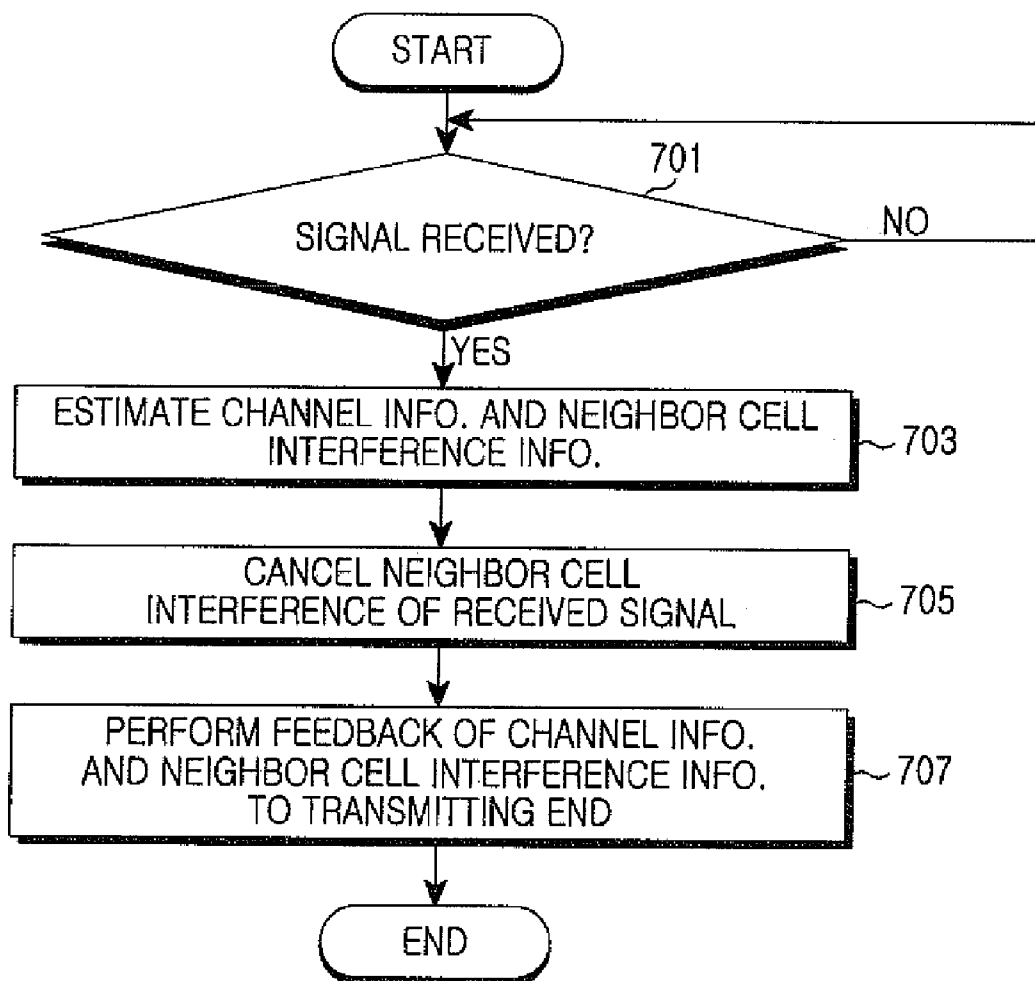 START
701
SIGNAL RECEIVED?
NO
YES
ESTIMATE CHANNEL INFO. AND NEIGHBOR CELL
INTERFERENCE INFO.
703
CANCEL NEIGHBOR CELL
INTERFERENCE OF RECEIVED SIGNAL
705
PERFORM FEEDBACK OF CHANNEL INFO.
AND NEIGHBOR CELL INTERFERENCE INFO.
TO TRANSMITTING END
707
END